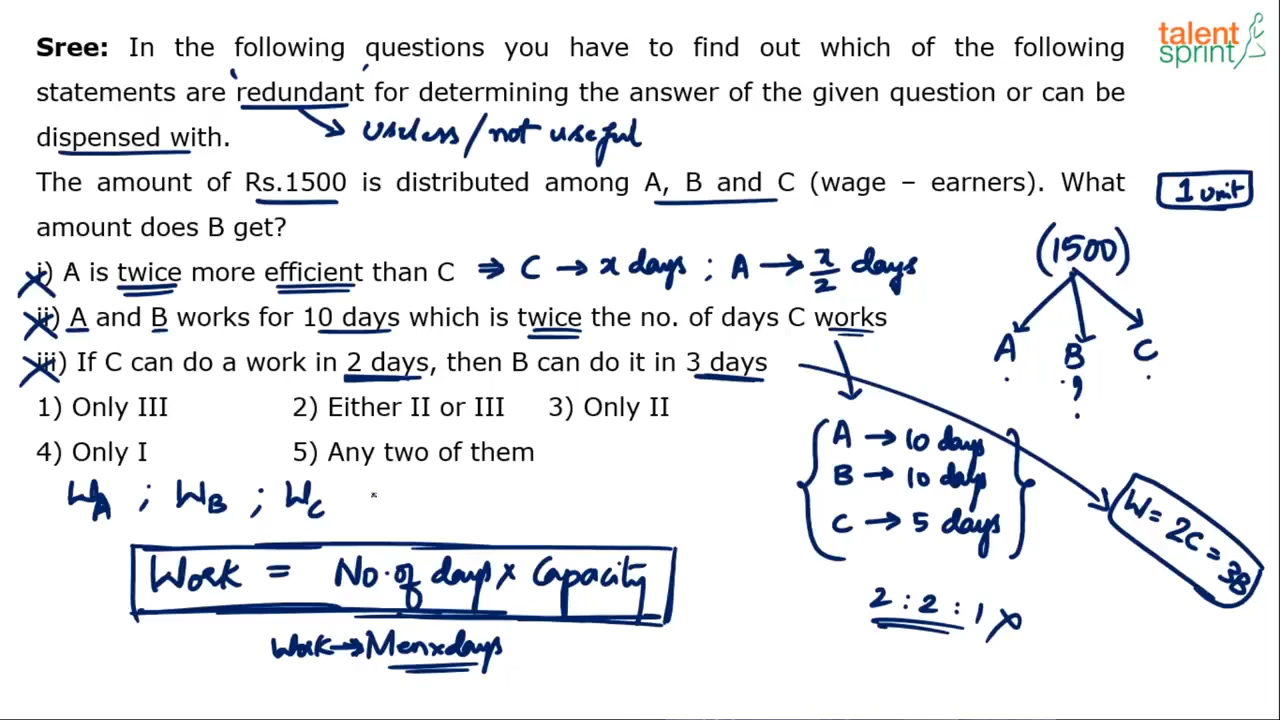 talent
sprint
Sree: In the following questions you have to find out which of the following
statements are 'redundant' for determining the answer of the given question or can be
dispensed with.
useless/not useful
The amount of Rs.1500 is distributed among A, B and C (wage – earners). What
amount does B get?
1 unit
(1500)
A B C
i) A is twice more efficient than C ⇒ C → x days ; A → x/2 days
ii) A and B works for 10 days which is twice the no. of days C works
iii) If C can do a work in 2 days, then B can do it in 3 days
1) Only III 2) Either II or III 3) Only II
4) Only I 5) Any two of them
A → 10 days
B → 10 days
C → 5 days
W = 2C = 3B
2 : 2 : 1 x
WA ; WB ; WC
Work = No. of days x Capacity
Work → Menxdays